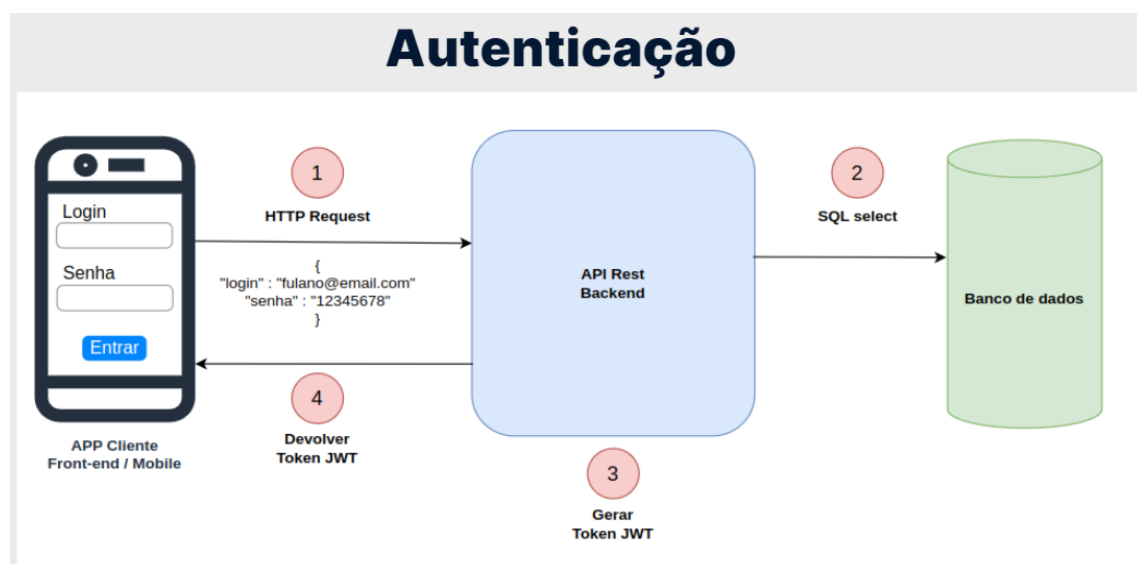 Autenticação
Login
Senha
Entrar
APP Cliente
Front-end / Mobile
1
HTTP Request
{
"login" : "fulano@email.com"
"senha" : "12345678"
}
4
Devolver
Token JWT
API Rest
Backend
3
Gerar
Token JWT
2
SQL select
Banco de dados